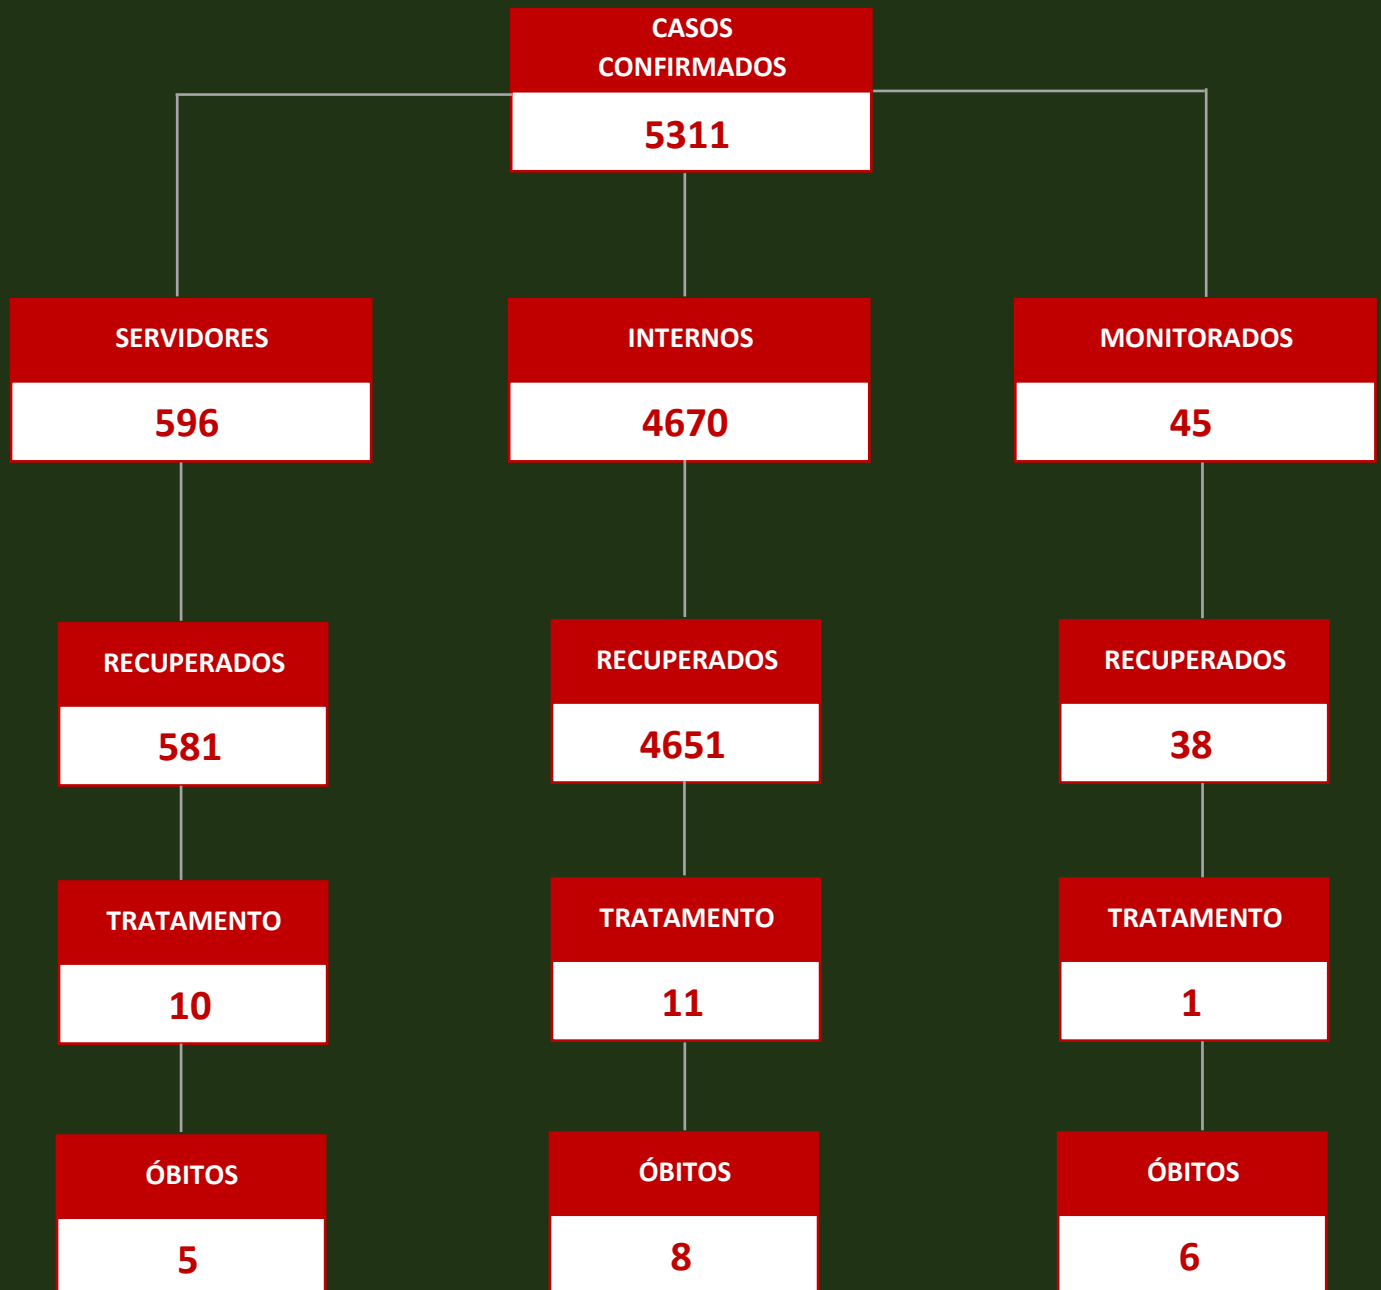 CASOS
CONFIRMADOS
5311
SERVIDORES
596
INTERNOS
4670
MONITORADOS
45
RECUPERADOS
581
RECUPERADOS
4651
RECUPERADOS
38
TRATAMENTO
10
TRATAMENTO
11
TRATAMENTO
1
ÓBITOS
5
ÓBITOS
8
ÓBITOS
6